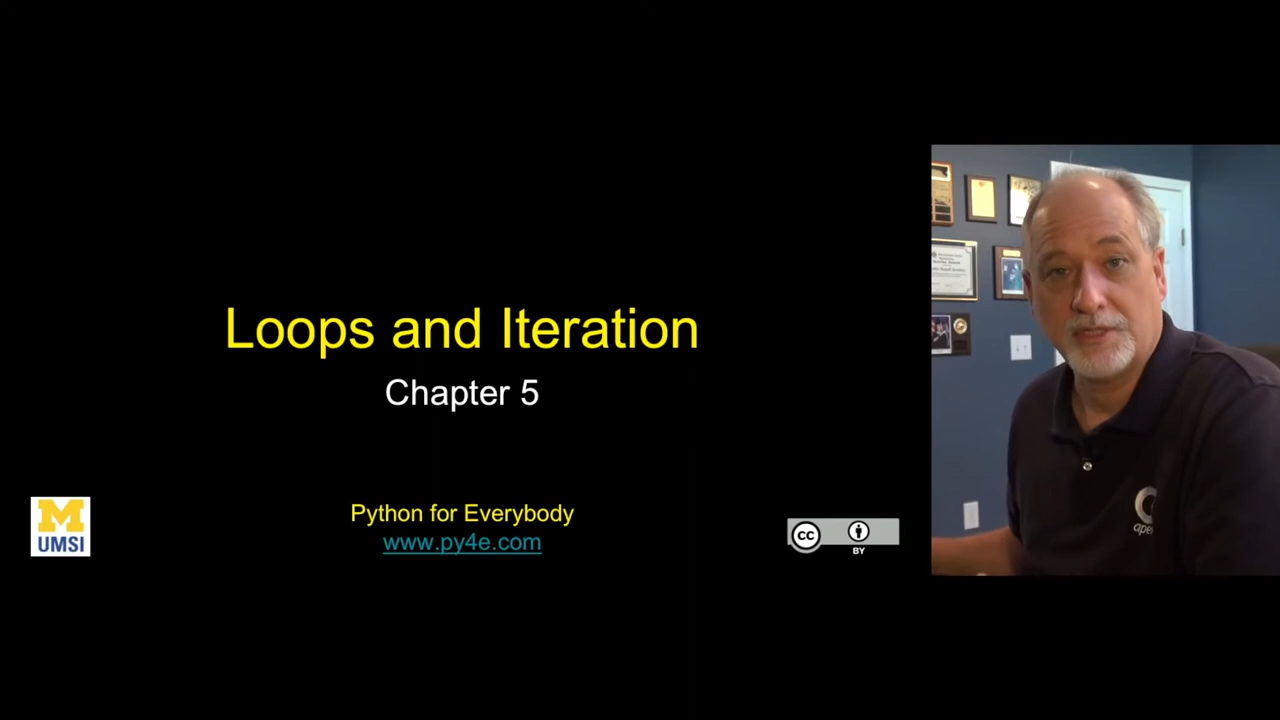 Loops and Iteration
Chapter 5
Python for Everybody
www.py4e.com
M
UMSI
CC
BY